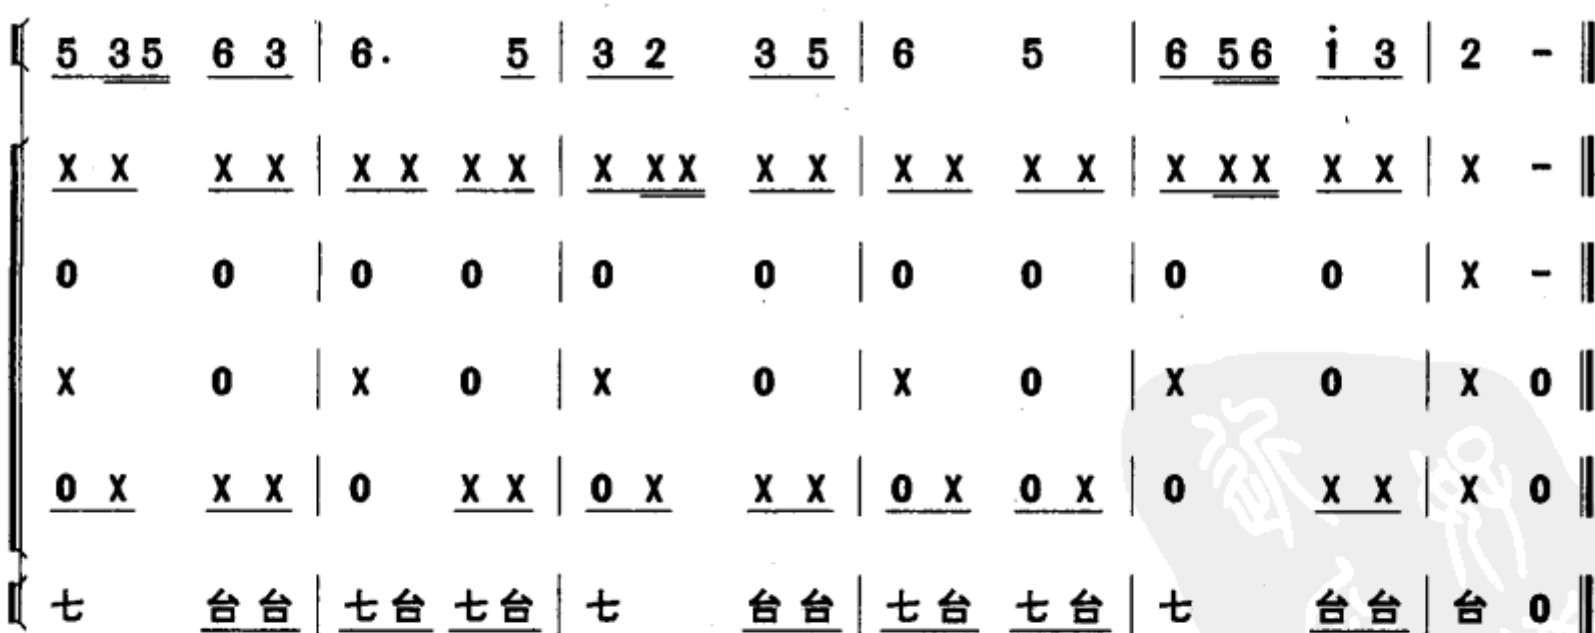 5 35 6 3 | 6. 5 | 3 2 3 5 | 6 5 | 6 56 i 3 | 2 - ‖
X X X X | X X X X | X XX X X | X X X X | X XX X X | X - ‖
0 0 | 0 0 | 0 0 | 0 0 | 0 0 | X - ‖
X 0 | X 0 | X 0 | X 0 | X 0 | X 0 ‖
0 X X X | 0 X X | 0 X X X | 0 X 0 X | 0 X X | X 0 ‖
七 台台 | 七台 七台 | 七 台台 | 七台 七台 | 七 台台 | 台 0 ‖